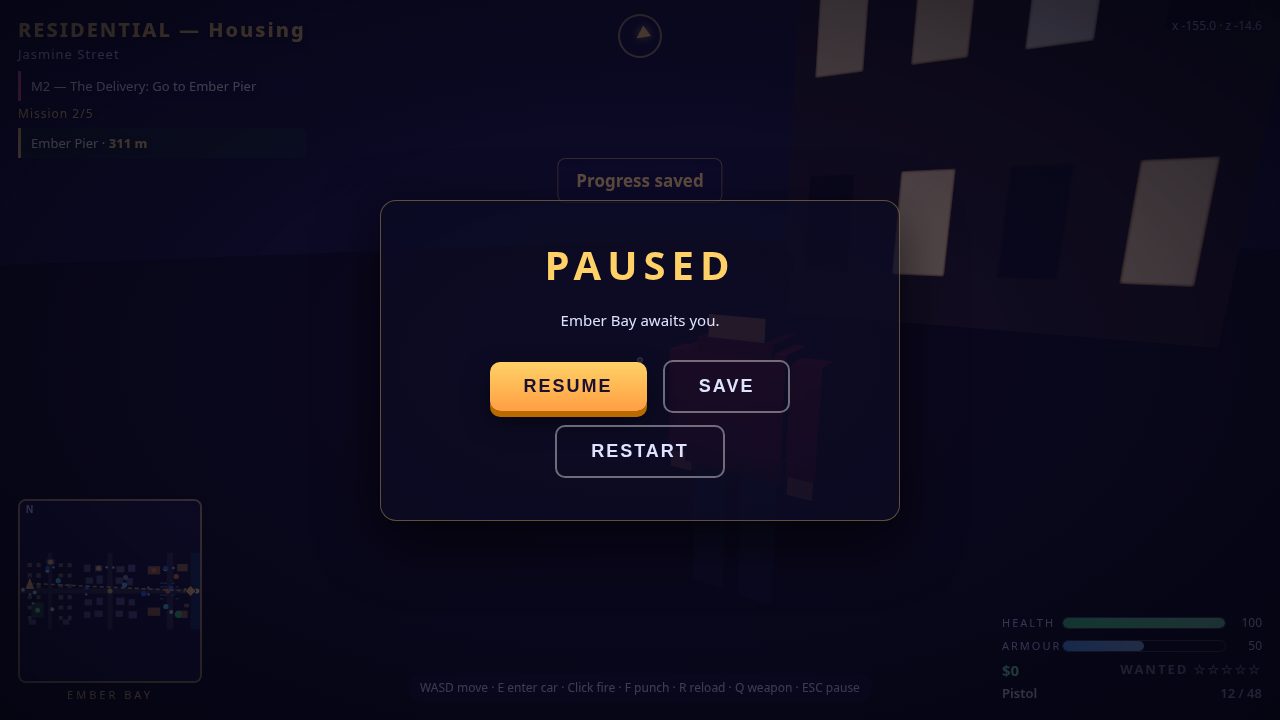 RESIDENTIAL — Housing
x -155.0 · z -14.6
Jasmine Street
M2 — The Delivery: Go to Ember Pier
Mission 2/5
Ember Pier · 311 m
Progress saved
PAUSED
Ember Bay awaits you.
RESUME
SAVE
RESTART
N
EMBER BAY
WASD move · E enter car · Click fire · F punch · R reload · Q weapon · ESC pause
HEALTH 100
ARMOUR 50
$0 WANTED ☆☆☆☆☆
Pistol 12 / 48